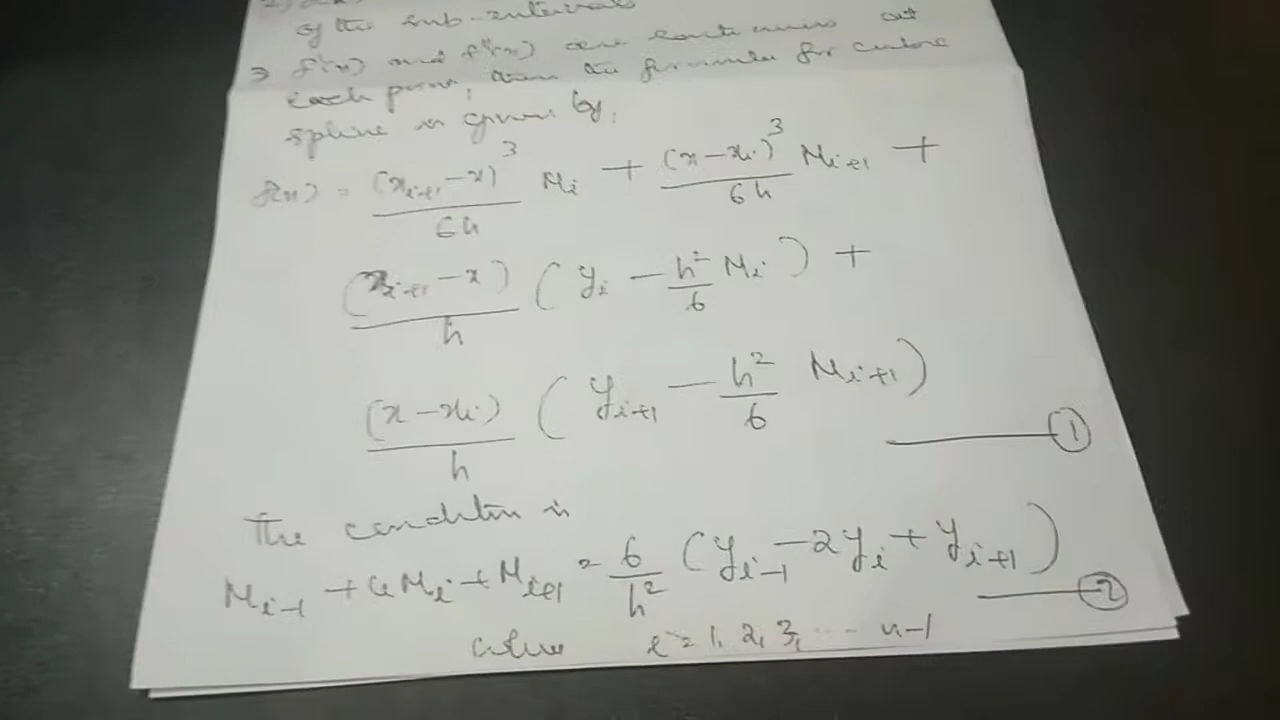 of the sub-intervals
⇒ f'(x) and f''(x) are continuous at
each point, then the formula for cubic
spline is given by,
f(x) = (x_{i+1} - x)^3 / 6h M_i + (x - x_i)^3 / 6h M_{i+1} +
(x_{i+1} - x) / h (y_i - h^2/6 M_i) +
(x - x_i) / h (y_{i+1} - h^2/6 M_{i+1}) — ①
The condition is
M_{i-1} + 4M_i + M_{i+1} = 6/h^2 (y_{i-1} - 2y_i + y_{i+1}) — ②
where i = 1, 2, 3, ... n-1